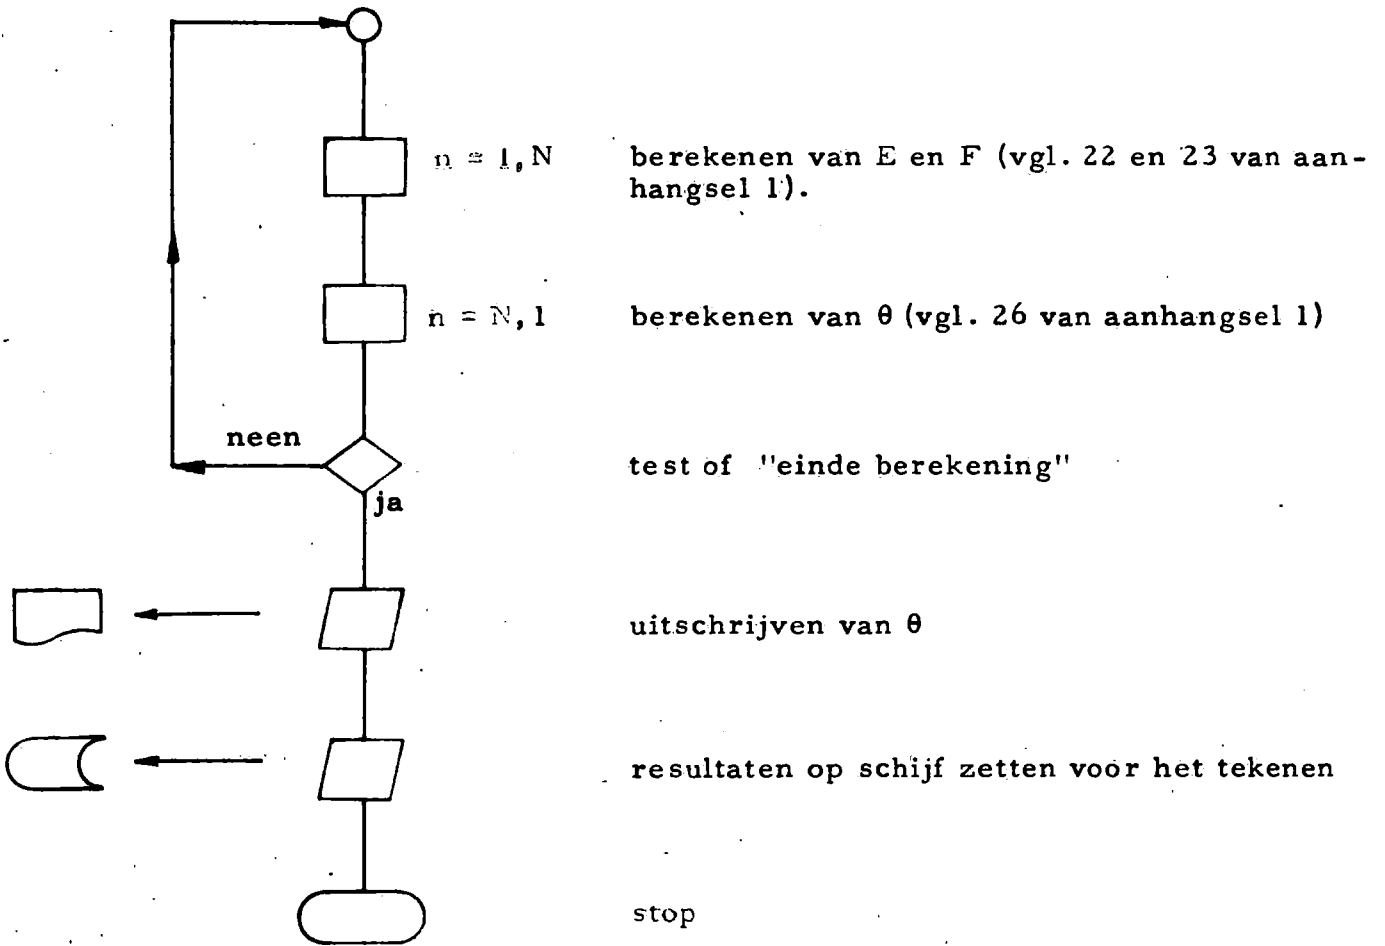 n = 1, N berekenen van E en F (vgl. 22 en 23 van aan-
hangsel 1).
n = N, 1 berekenen van θ (vgl. 26 van aanhangsel 1)
neen
test of "einde berekening"
ja
uitschrijven van θ
resultaten op schijf zetten voor het tekenen
stop